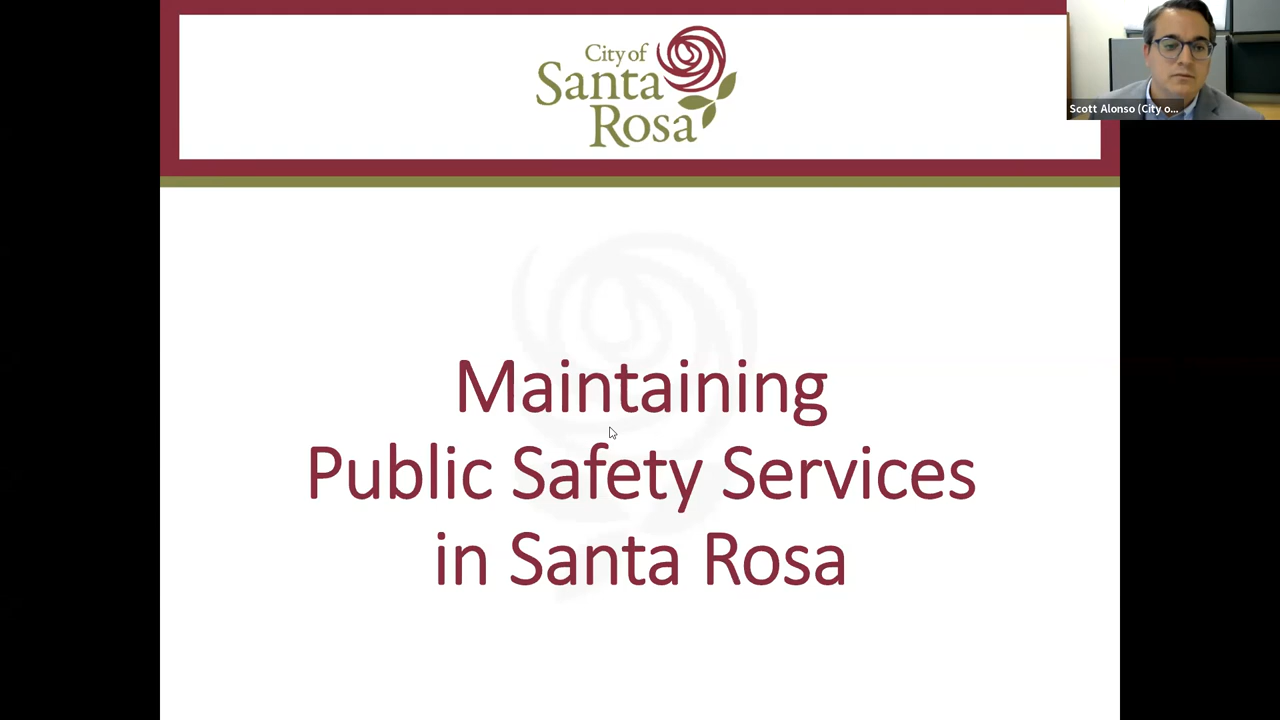 City of
Santa
Rosa
Scott Alonso (City o...
Maintaining
Public Safety Services
in Santa Rosa